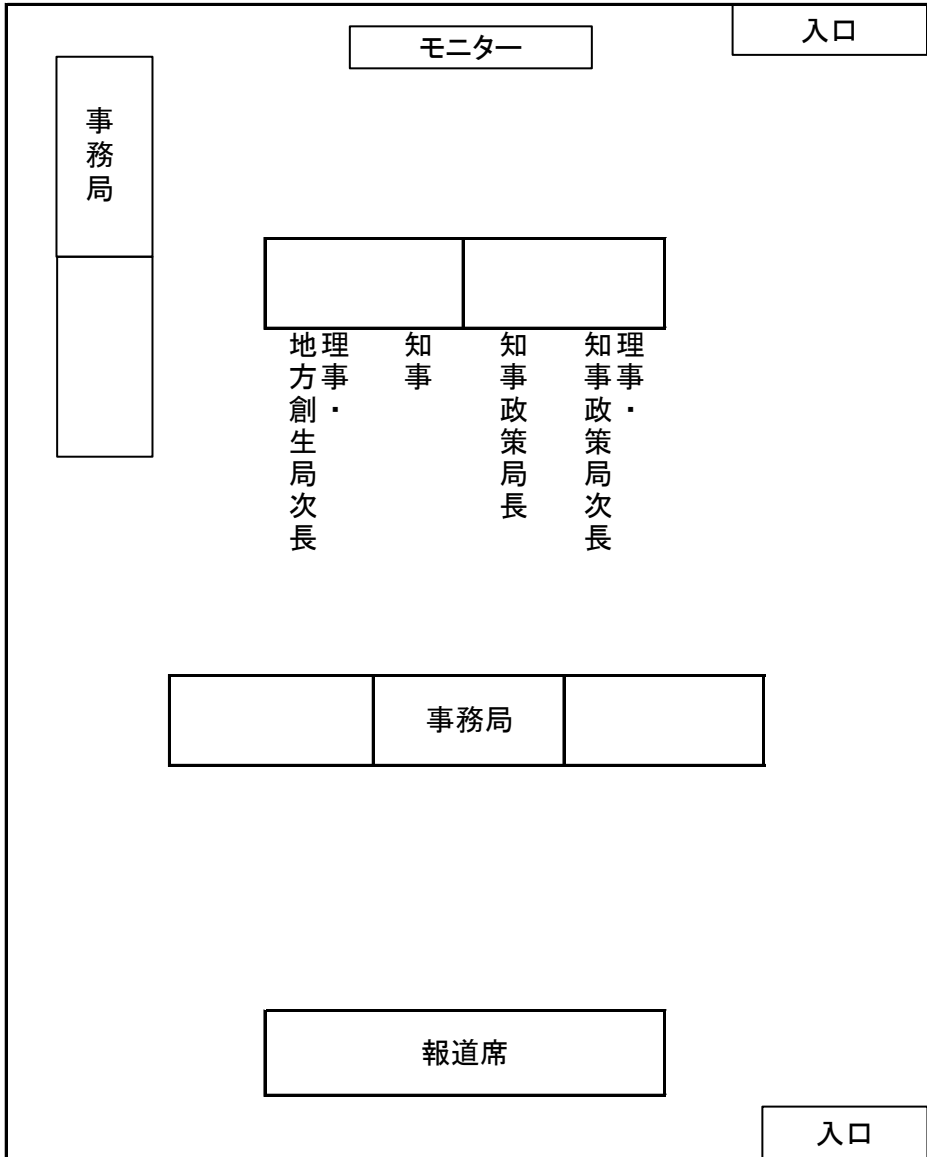 入口
モニター
事務局
理事・
地方創生局次長
知事
知事政策局長
理事・
知事政策局次長
事務局
報道席
入口